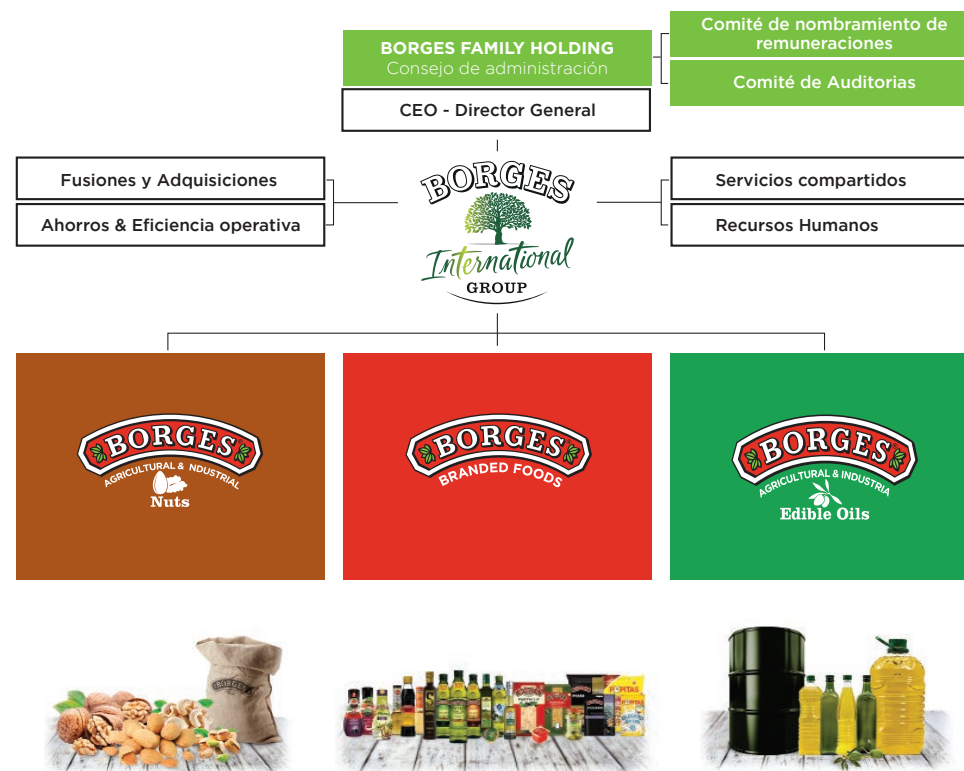 BORGES FAMILY HOLDING
Consejo de administración
Comité de nombramiento de
remuneraciones
Comité de Auditorias
CEO - Director General
Fusiones y Adquisiciones
Ahorros & Eficiencia operativa
BORGES
International
GROUP
Servicios compartidos
Recursos Humanos
BORGES
AGRICULTURAL & NDUSTRIAL
Nuts
BORGES
BRANDED FOODS
BORGES
AGRICULTURAL & INDUSTRIA
Edible Oils
BORGES
POPITAS